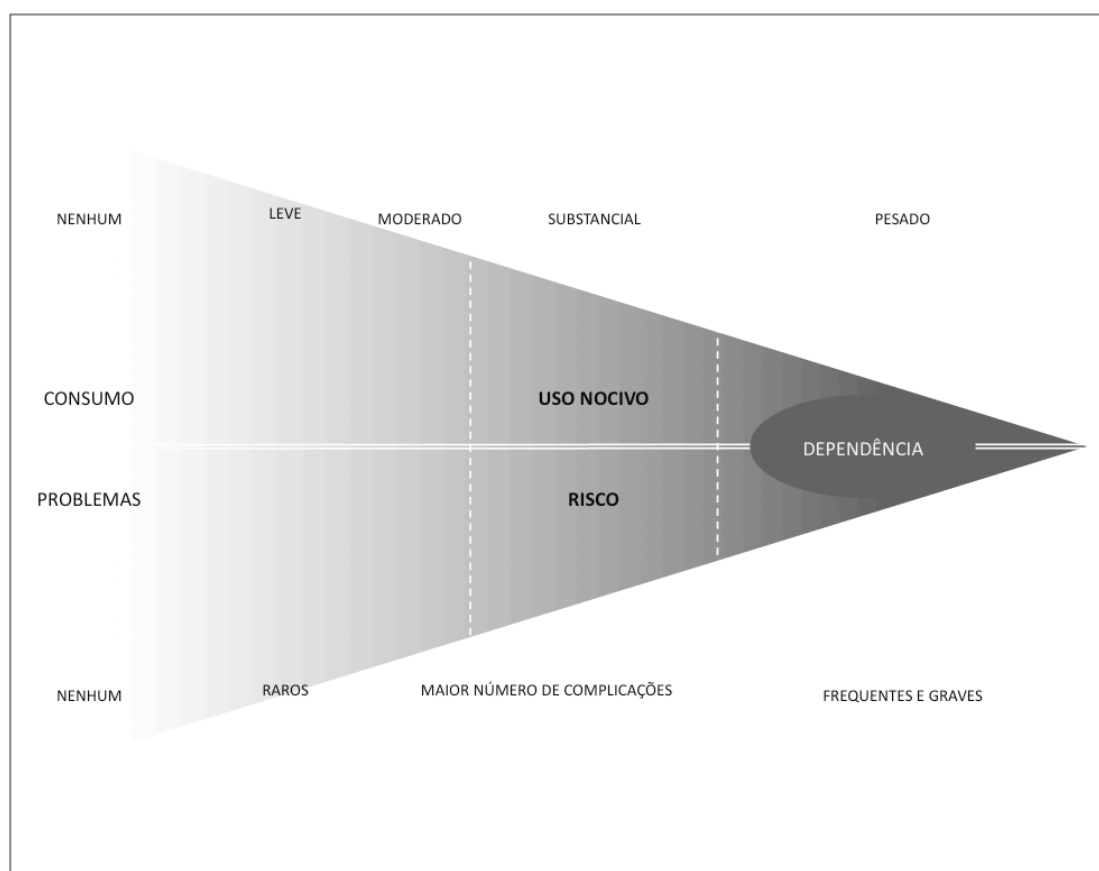 NENHUM
LEVE
MODERADO
SUBSTANCIAL
PESADO
CONSUMO
USO NOCIVO
DEPENDÊNCIA
PROBLEMAS
RISCO
NENHUM
RAROS
MAIOR NÚMERO DE COMPLICAÇÕES
FREQUENTES E GRAVES